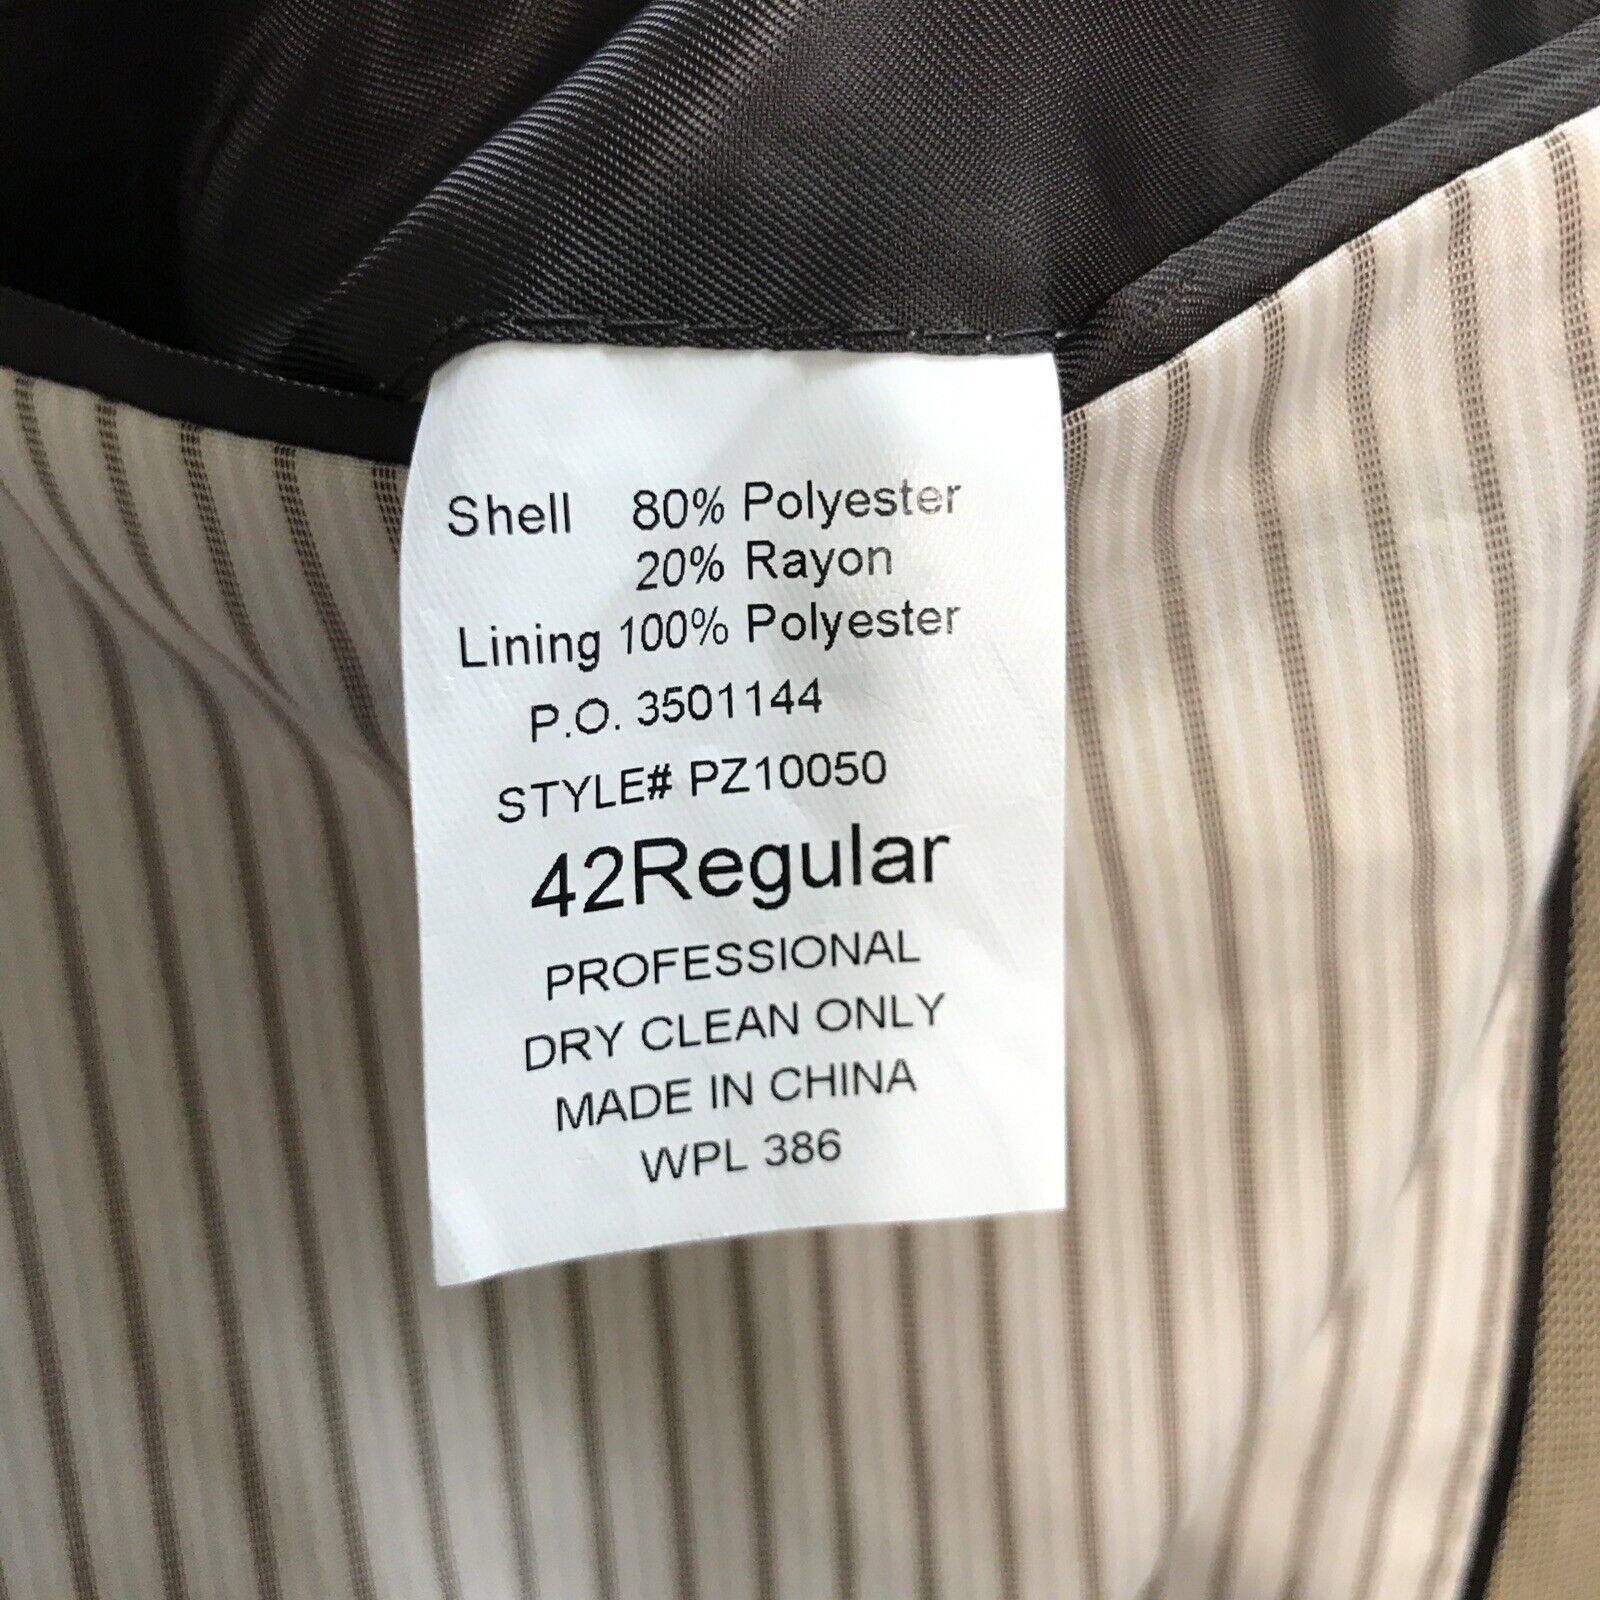 Shell 80% Polyester
20% Rayon
Lining 100% Polyester
P.O. 3501144
STYLE# PZ10050
42Regular
PROFESSIONAL
DRY CLEAN ONLY
MADE IN CHINA
WPL 386